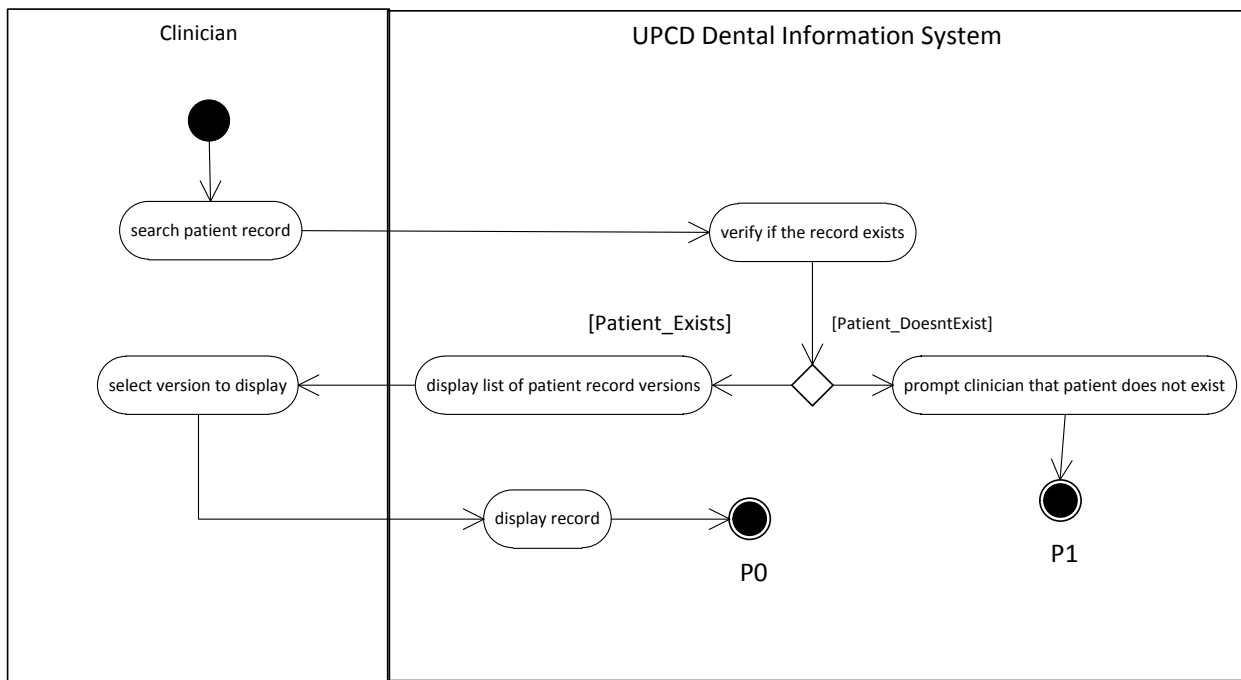 Clinician
UPCD Dental Information System
search patient record
verify if the record exists
[Patient_Exists]
[Patient_DoesntExist]
select version to display
display list of patient record versions
prompt clinician that patient does not exist
display record
P0
P1